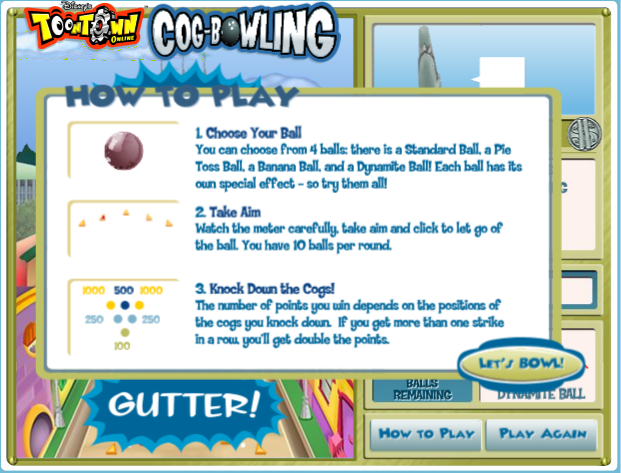 Disney's
TOONTOWN
ONLINE
COG-BOWLING
HOW TO PLAY
1. Choose Your Ball
You can choose from 4 balls: there is a Standard Ball, a Pie
Toss Ball, a Banana Ball, and a Dynamite Ball! Each ball has its
own special effect - so try them all!
2. Take Aim
Watch the meter carefully, take aim and click to let go of
the ball. You have 10 balls per round.
1000 500 1000
250 250
100
3. Knock Down the Cogs!
The number of points you win depends on the positions of
the cogs you knock down. If you get more than one strike
in a row, you'll get double the points.
LET'S BOWL!
GUTTER!
BALLS
REMAINING
DYNAMITE BALL
HOW TO PLAY
PLAY AGAIN